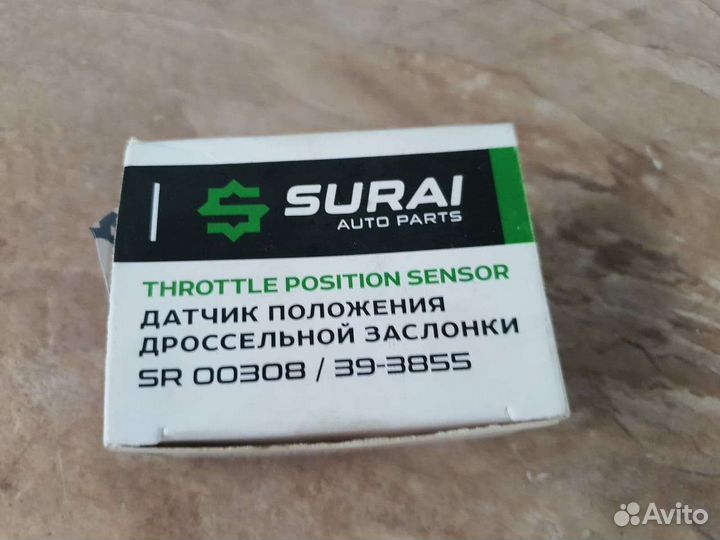 SURAI
AUTO PARTS
THROTTLE POSITION SENSOR
ДАТЧИК ПОЛОЖЕНИЯ
ДРОССЕЛЬНОЙ ЗАСЛОНКИ
SR 00308 / 39-3855
Avito